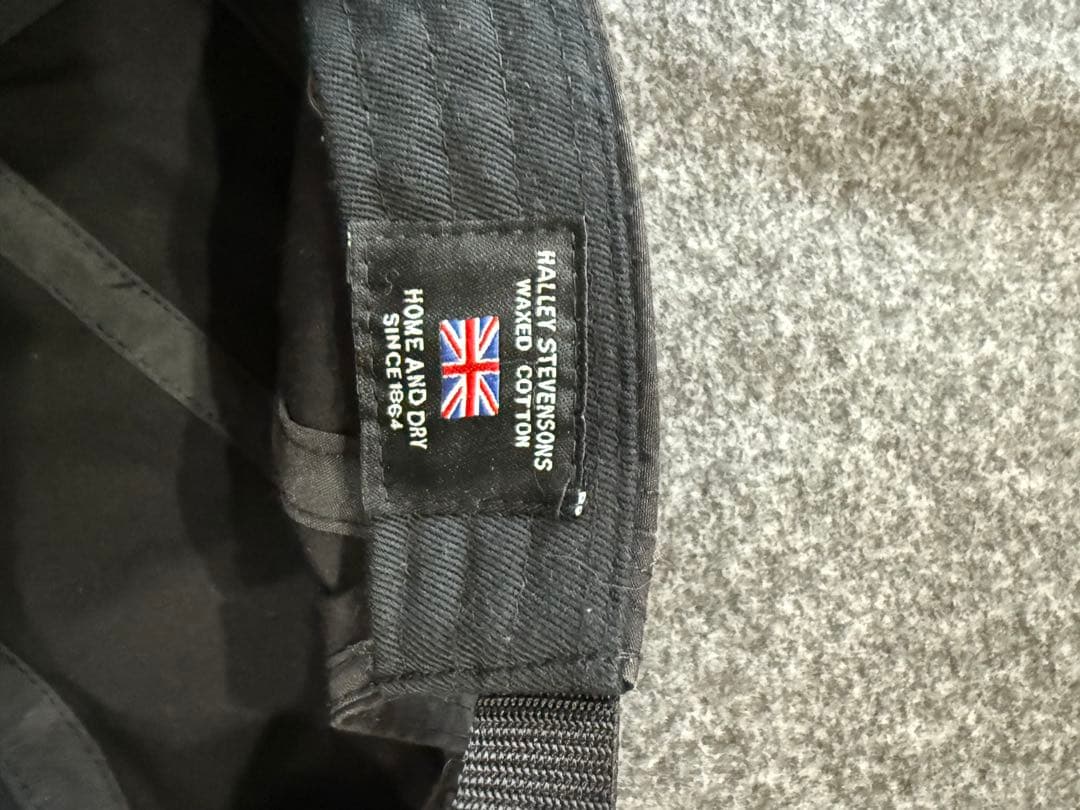 HALLEY STEVENSONS
WAXED COTTON
HOME AND DRY
SINCE 1864